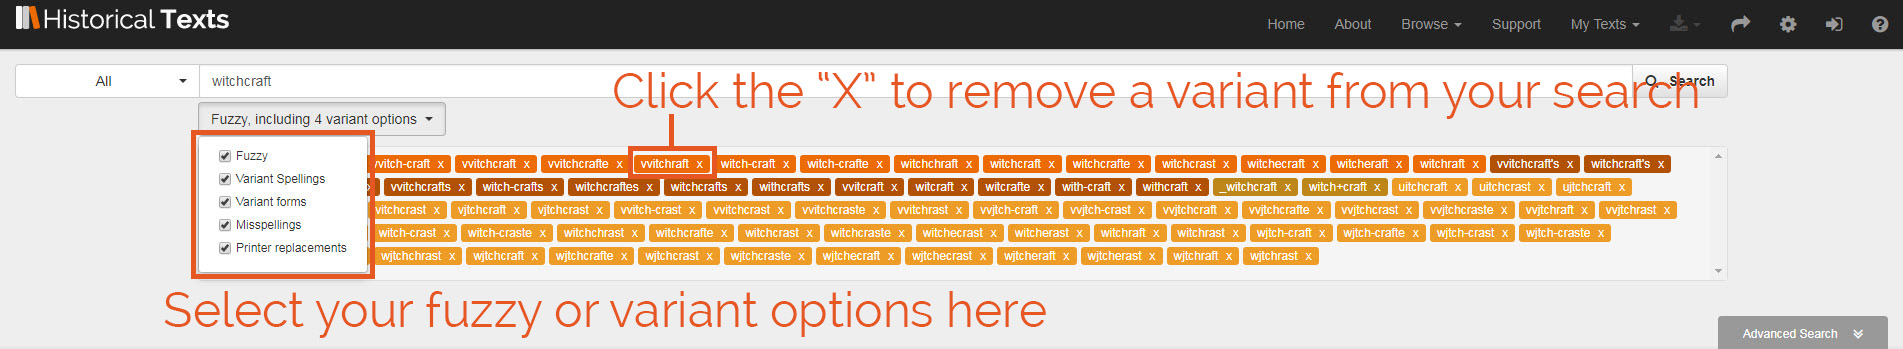 Historical Texts
Home About Browse Support My Texts
All witchcraft Search
Click the “X” to remove a variant from your search
Fuzzy, including 4 variant options
Fuzzy
Variant Spellings
Variant forms
Misspellings
Printer replacements
vvitch-craft x vvitchcraft x vvitchcrafte x vvitchraft x witch-craft x witch-crafte x witchchraft x witchcraft x witchcrafte x witchcrast x witchecraft x witcheraft x witchraft x vvitchcraft's x witchcraft's x
vvitchcrafts x witch-crafts x witchcraftes x witchcrafts x withcrafts x vvitcraft x witcraft x witcrafte x with-craft x withcraft x _witchcraft x witch+craft x uitchcraft x uitchcrast x ujtchcraft x
vvitchcrast x vjtchcraft x vjtchcrast x vvitch-crast x vvitchcrast x vvitchcraste x vvitchrast x vvjtch-craft x vvjtch-crast x vvjtchcraft x vvjtchcrafte x vvjtchcrast x vvjtchcraste x vvjtchraft x vvjtchrast x
witch-crast x witch-craste x witchchrast x witchcrafte x witchcrast x witchcraste x witchecrast x witcherast x witchraft x witchrast x wjtch-craft x wjtch-crafte x wjtch-crast x wjtch-craste x
wjtchchrast x wjtchcraft x wjtchcrafte x wjtchcrast x wjtchcraste x wjtchecraft x wjtchecrast x wjtcheraft x wjtcherast x wjtchraft x wjtchrast x
Select your fuzzy or variant options here
Advanced Search